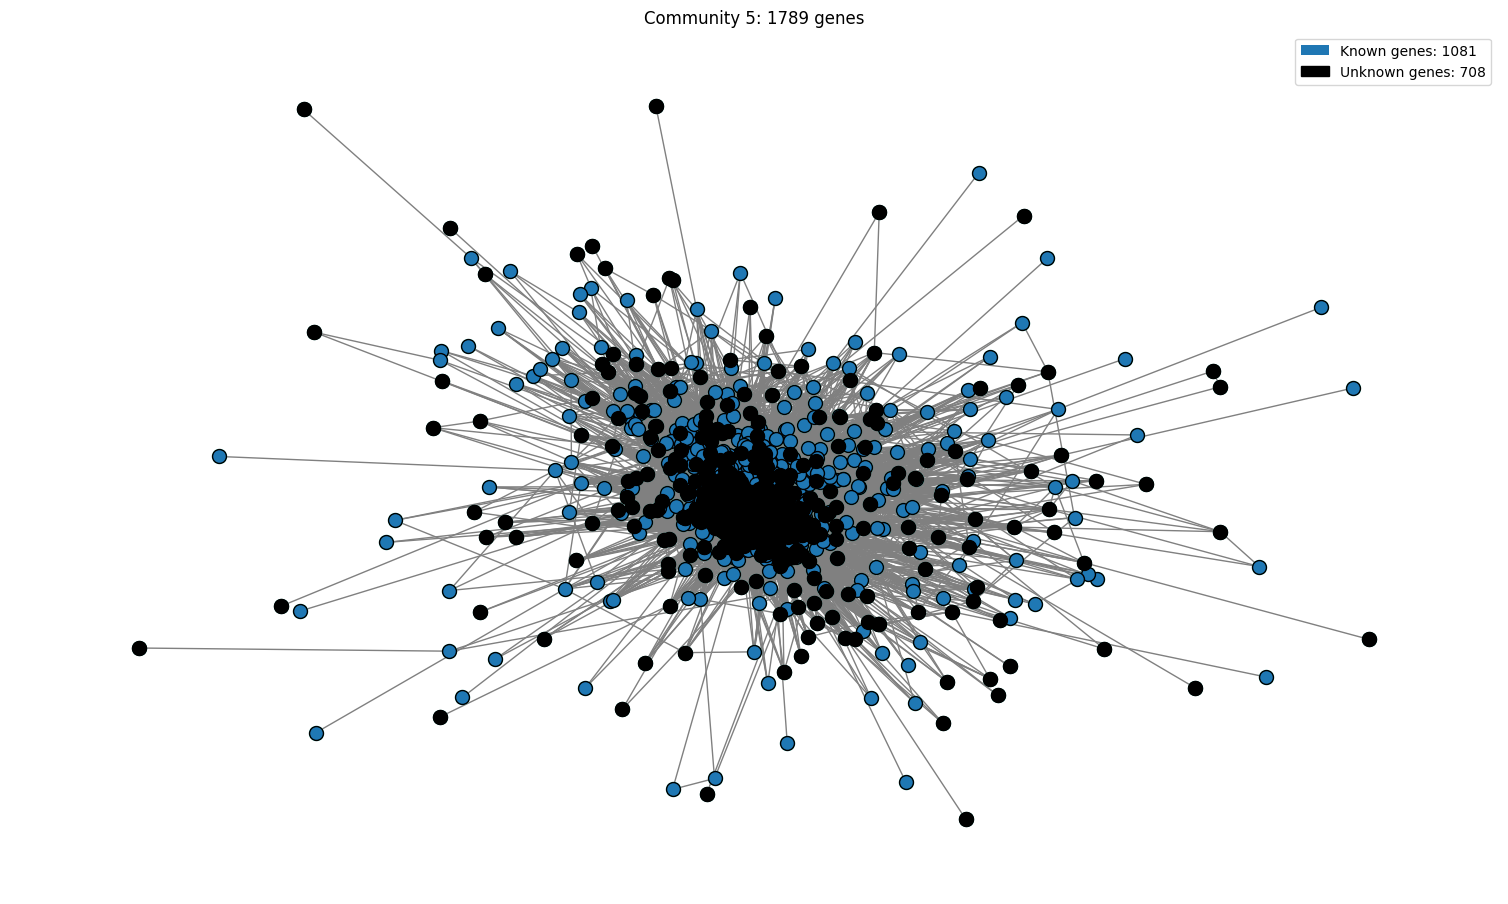 Community 5: 1789 genes
Known genes: 1081
Unknown genes: 708